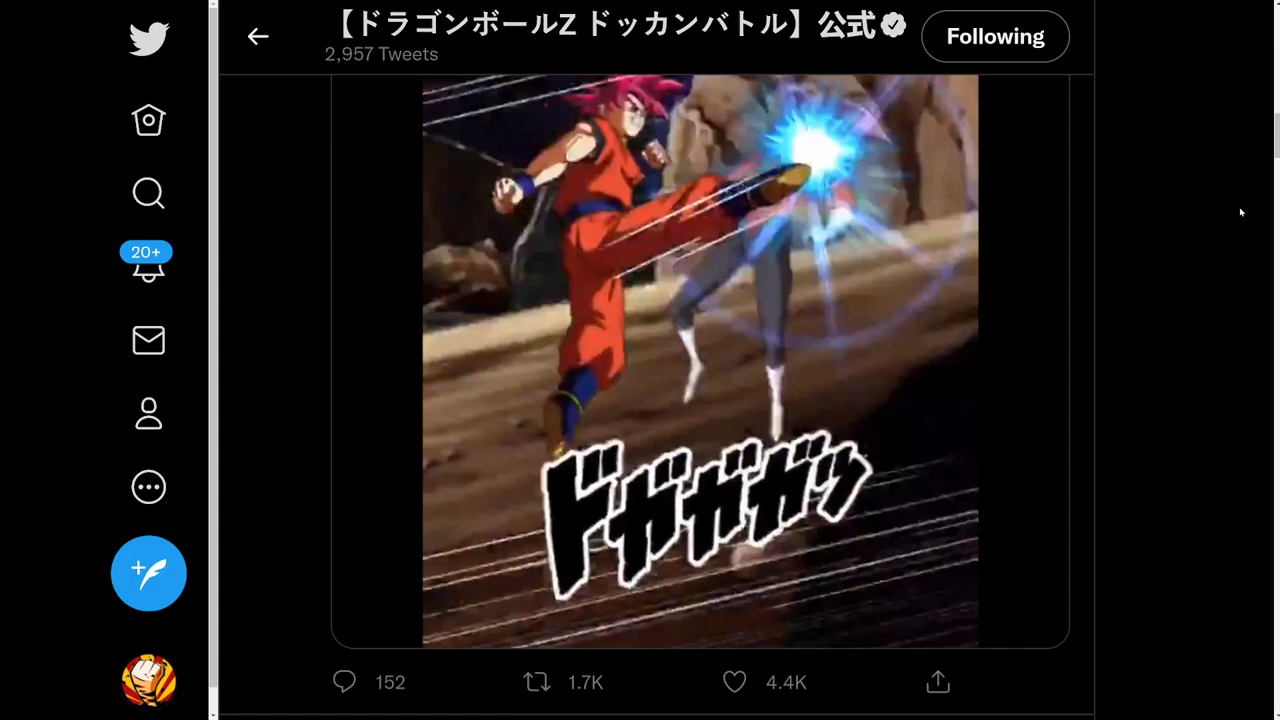 【ドラゴンボールZ ドッカンバトル】公式
2,957 Tweets
Following
20+
ドガガガッ
152
1.7K
4.4K